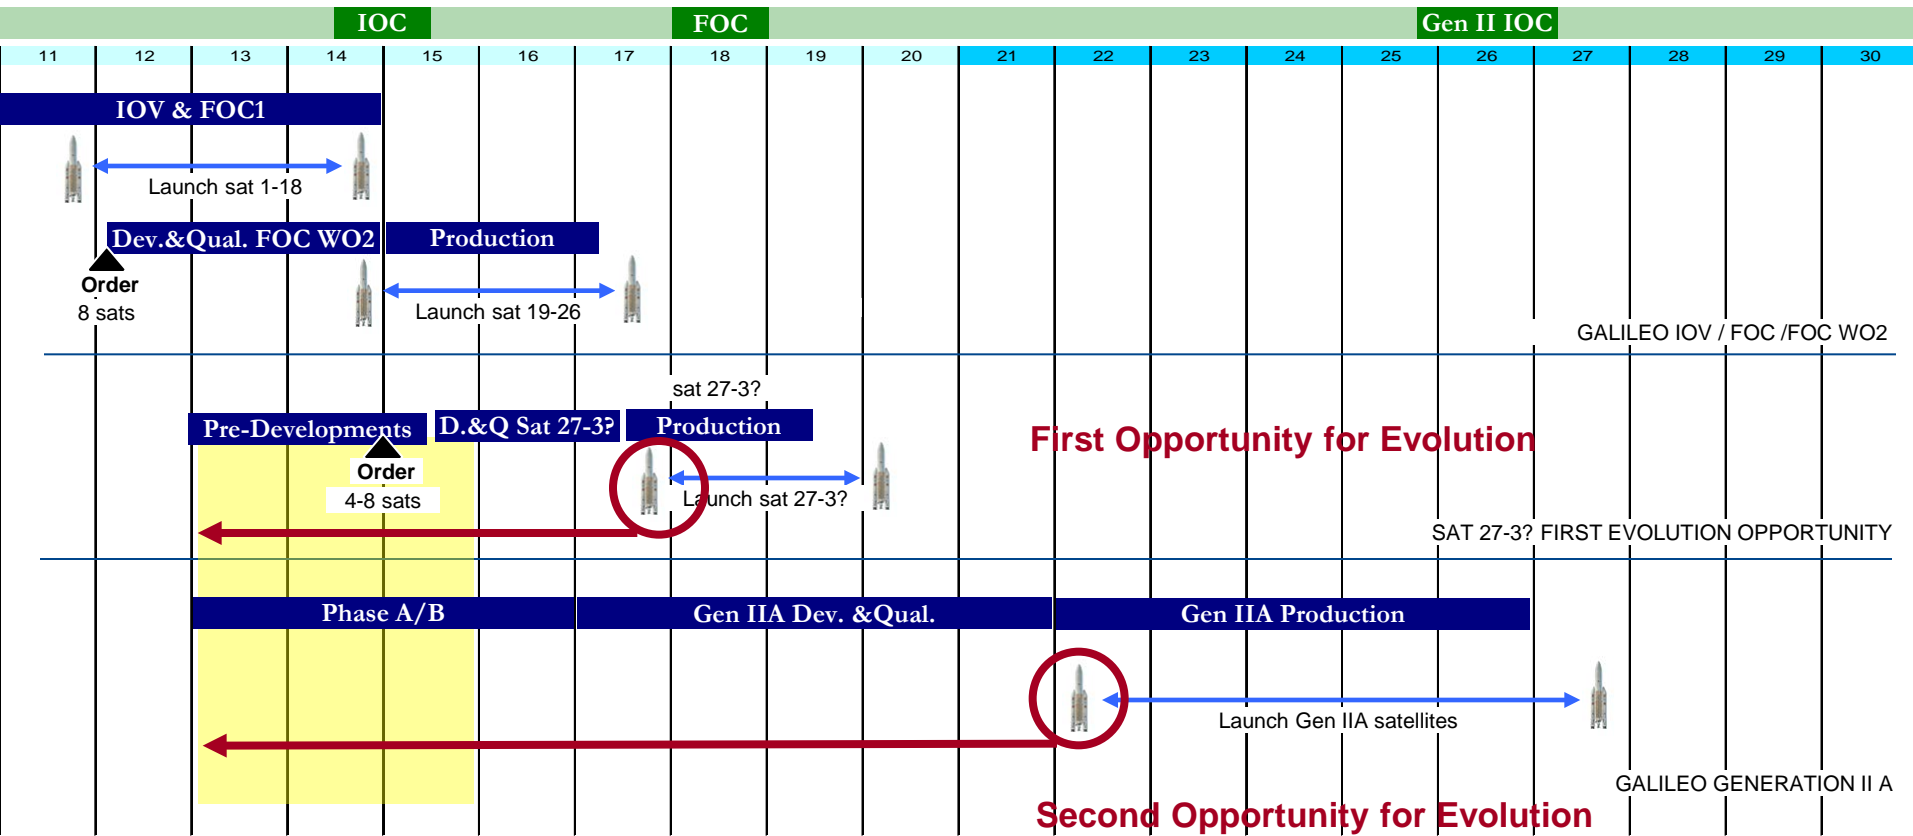 IOC FOC Gen II IOC
11 12 13 14 15 16 17 18 19 20 21 22 23 24 25 26 27 28 29 30
IOV & FOC1
Launch sat 1-18
Dev.&Qual. FOC WO2 Production
Order
8 sats
Launch sat 19-26
GALILEO IOV / FOC /FOC WO2
sat 27-3?
Pre-Developments D.&Q Sat 27-3? Production
First Opportunity for Evolution
Order
4-8 sats
Launch sat 27-3?
SAT 27-3? FIRST EVOLUTION OPPORTUNITY
Phase A/B Gen IIA Dev. &Qual. Gen IIA Production
Launch Gen IIA satellites
GALILEO GENERATION II A
Second Opportunity for Evolution